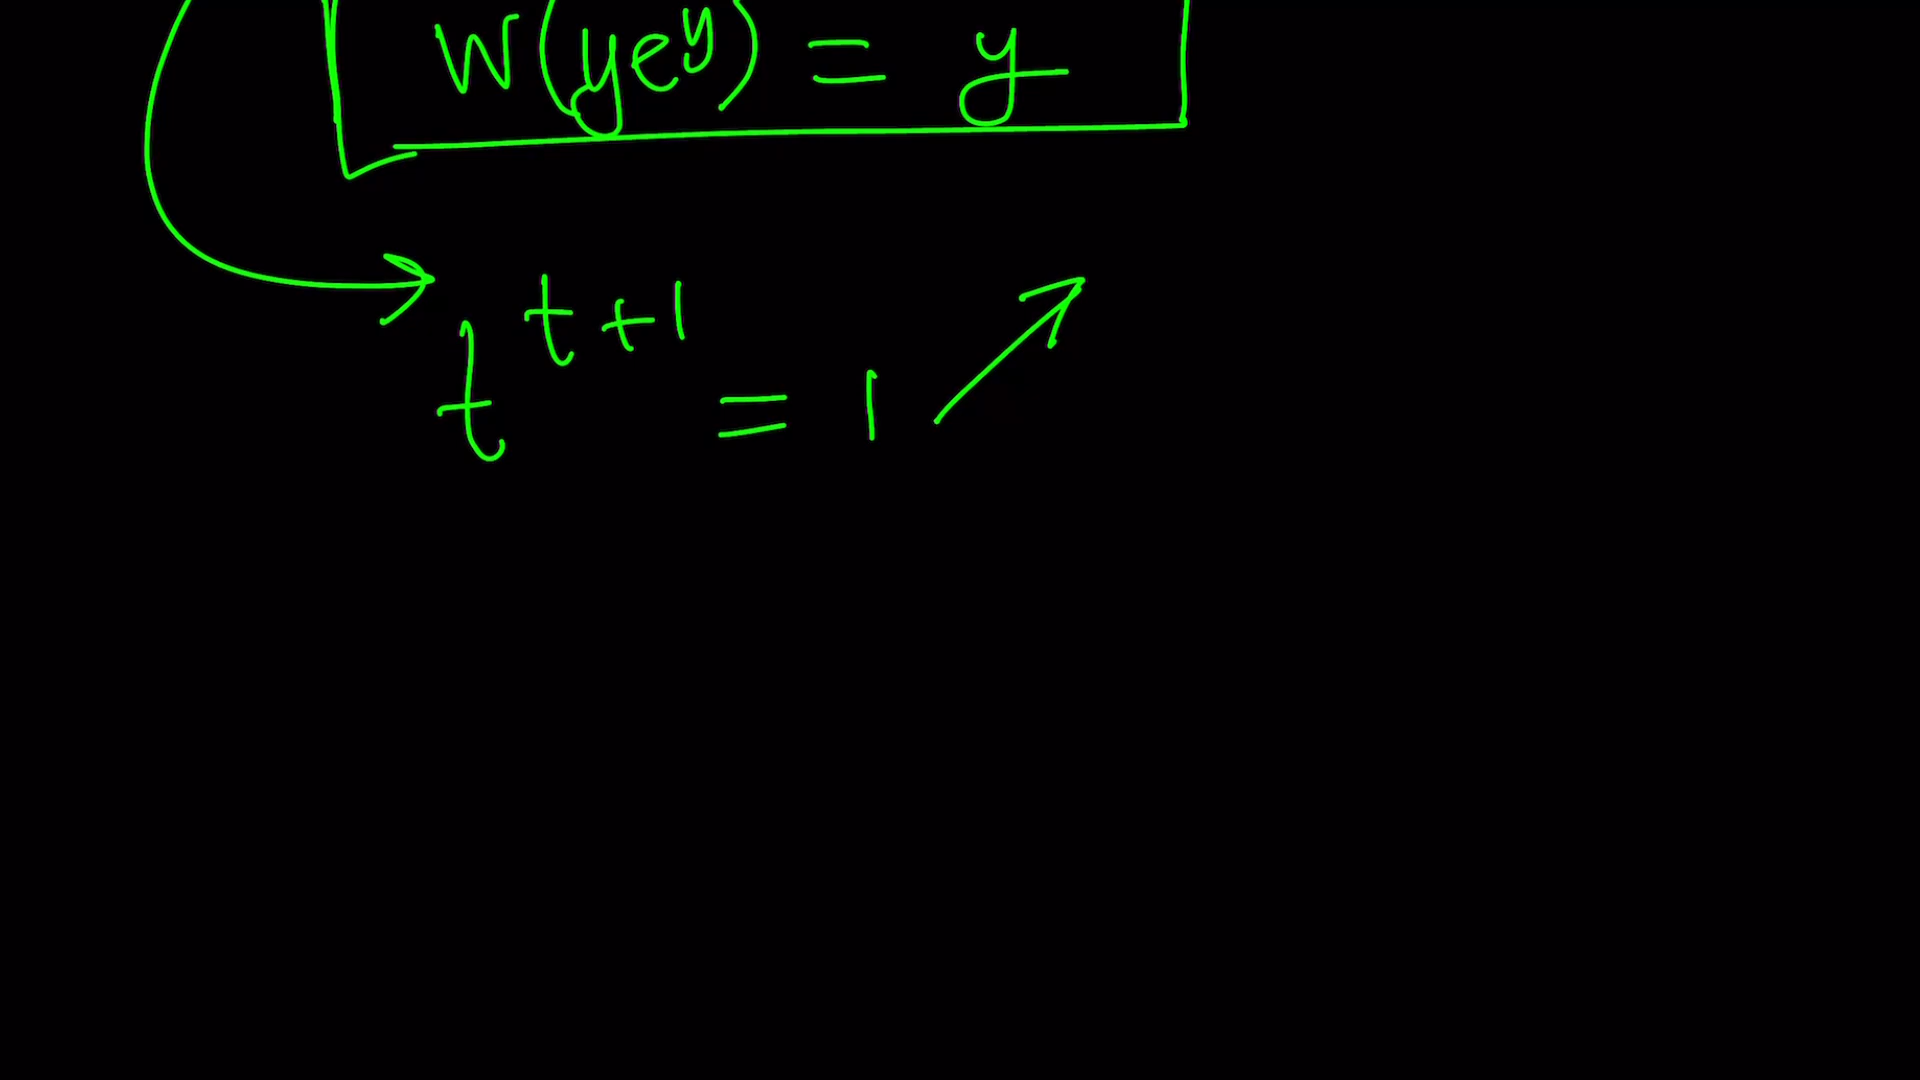 W(ye^y) = y
t^{t+1} = 1